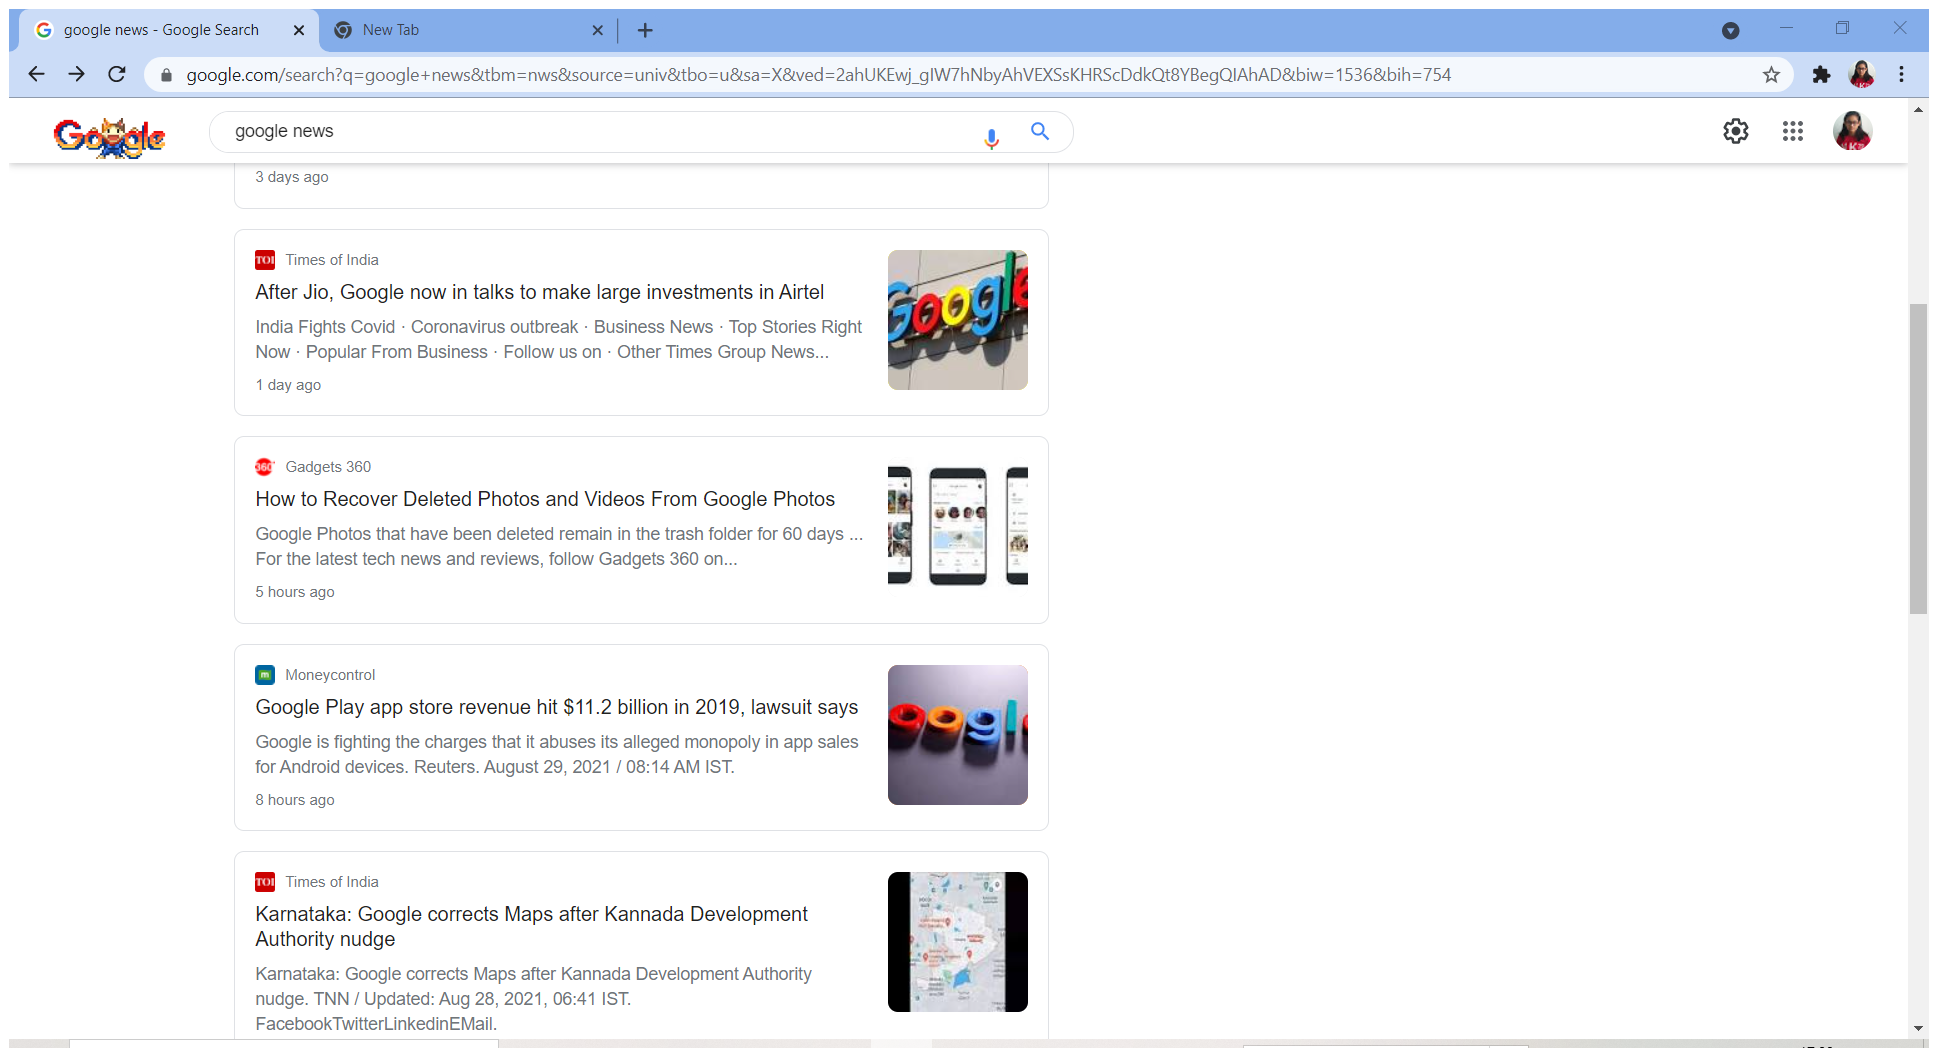 google news - Google Search
New Tab
google.com/search?q=google+news&tbm=nws&source=univ&tbo=u&sa=X&ved=2ahUKEwj_gIW7hNbyAhVEXSsKHRScDdkQt8YBegQIAhAD&biw=1536&bih=754
Google
google news
3 days ago
TOI Times of India
After Jio, Google now in talks to make large investments in Airtel
India Fights Covid · Coronavirus outbreak · Business News · Top Stories Right
Now · Popular From Business · Follow us on · Other Times Group News...
1 day ago
Google
360 Gadgets 360
How to Recover Deleted Photos and Videos From Google Photos
Google Photos that have been deleted remain in the trash folder for 60 days ...
For the latest tech news and reviews, follow Gadgets 360 on...
5 hours ago
m Moneycontrol
Google Play app store revenue hit $11.2 billion in 2019, lawsuit says
Google is fighting the charges that it abuses its alleged monopoly in app sales
for Android devices. Reuters. August 29, 2021 / 08:14 AM IST.
8 hours ago
TOI Times of India
Karnataka: Google corrects Maps after Kannada Development
Authority nudge
Karnataka: Google corrects Maps after Kannada Development Authority
nudge. TNN / Updated: Aug 28, 2021, 06:41 IST.
FacebookTwitterLinkedinEMail.